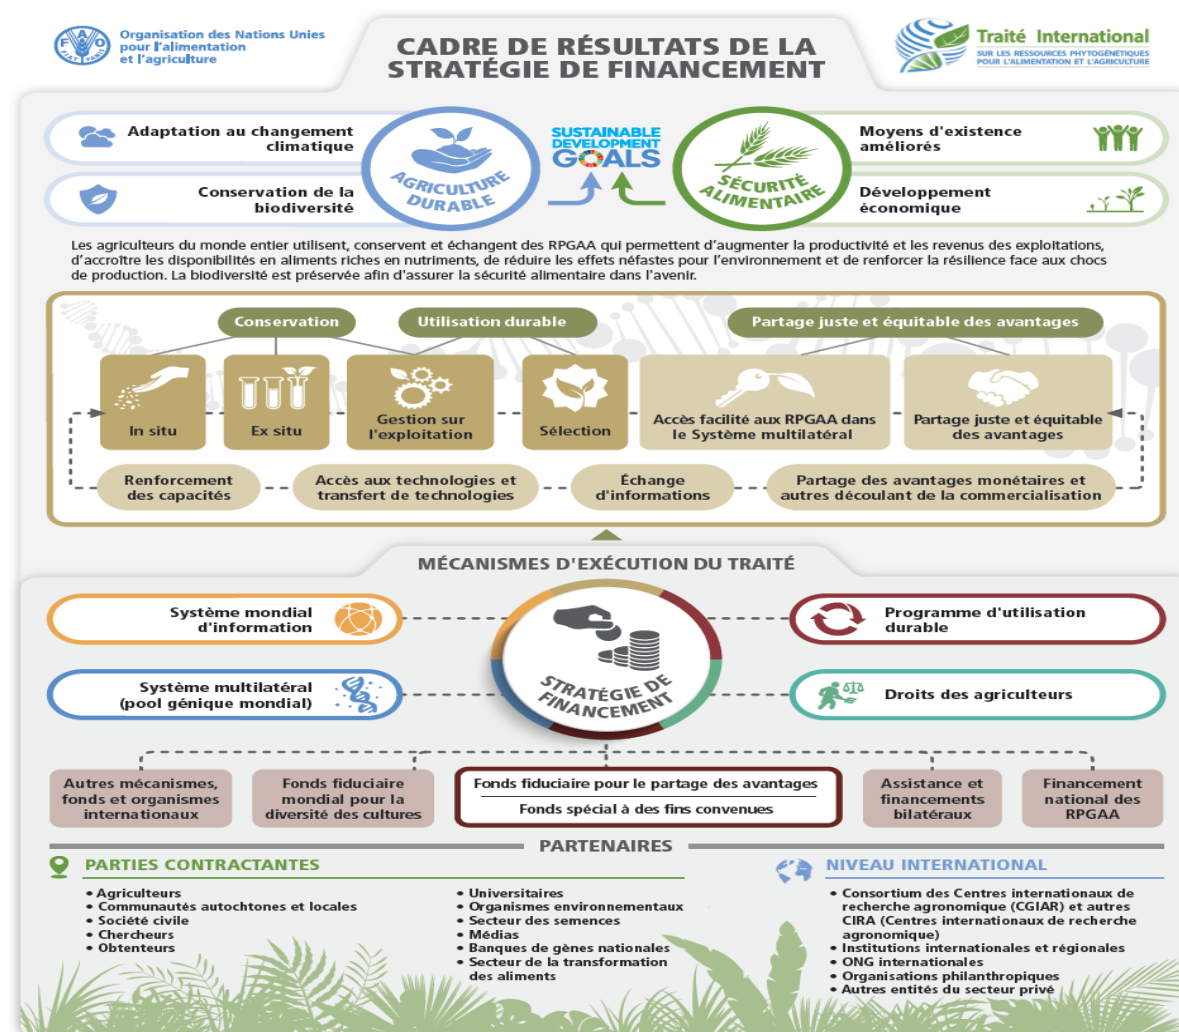 FAO
FIAT PANIS
Organisation des Nations Unies
pour l'alimentation
et l'agriculture
CADRE DE RÉSULTATS DE LA
STRATÉGIE DE FINANCEMENT
Traité International
SUR LES RESSOURCES PHYTOGÉNÉTIQUES
POUR L'ALIMENTATION ET L'AGRICULTURE
Adaptation au changement
climatique
Conservation de la
biodiversité
AGRICULTURE
DURABLE
SUSTAINABLE
DEVELOPMENT
GOALS
SÉCURITÉ
ALIMENTAIRE
Moyens d'existence
améliorés
Développement
économique
Les agriculteurs du monde entier utilisent, conservent et échangent des RPGAA qui permettent d'augmenter la productivité et les revenus des exploitations,
d'accroître les disponibilités en aliments riches en nutriments, de réduire les effets néfastes pour l'environnement et de renforcer la résilience face aux chocs
de production. La biodiversité est préservée afin d'assurer la sécurité alimentaire dans l'avenir.
Conservation
Utilisation durable
Partage juste et équitable des avantages
In situ
Ex situ
Gestion sur
l'exploitation
Sélection
Accès facilité aux RPGAA dans
le Système multilatéral
Partage juste et équitable
des avantages
Renforcement
des capacités
Accès aux technologies et
transfert de technologies
Échange
d'informations
Partage des avantages monétaires et
autres découlant de la commercialisation
MÉCANISMES D'EXÉCUTION DU TRAITÉ
Système mondial
d'information
Système multilatéral
(pool génique mondial)
STRATÉGIE DE
FINANCEMENT
Programme d'utilisation
durable
Droits des agriculteurs
Autres mécanismes,
fonds et organismes
internationaux
Fonds fiduciaire
mondial pour la
diversité des cultures
Fonds fiduciaire pour le partage des avantages
Fonds spécial à des fins convenues
Assistance et
financements
bilatéraux
Financement
national des
RPGAA
PARTENAIRES
PARTIES CONTRACTANTES
• Agriculteurs
• Communautés autochtones et locales
• Société civile
• Chercheurs
• Obtenteurs
• Universitaires
• Organismes environnementaux
• Secteur des semences
• Médias
• Banques de gènes nationales
• Secteur de la transformation
des aliments
NIVEAU INTERNATIONAL
• Consortium des Centres internationaux de
recherche agronomique (CGIAR) et autres
CIRA (Centres internationaux de recherche
agronomique)
• Institutions internationales et régionales
• ONG internationales
• Organisations philanthropiques
• Autres entités du secteur privé